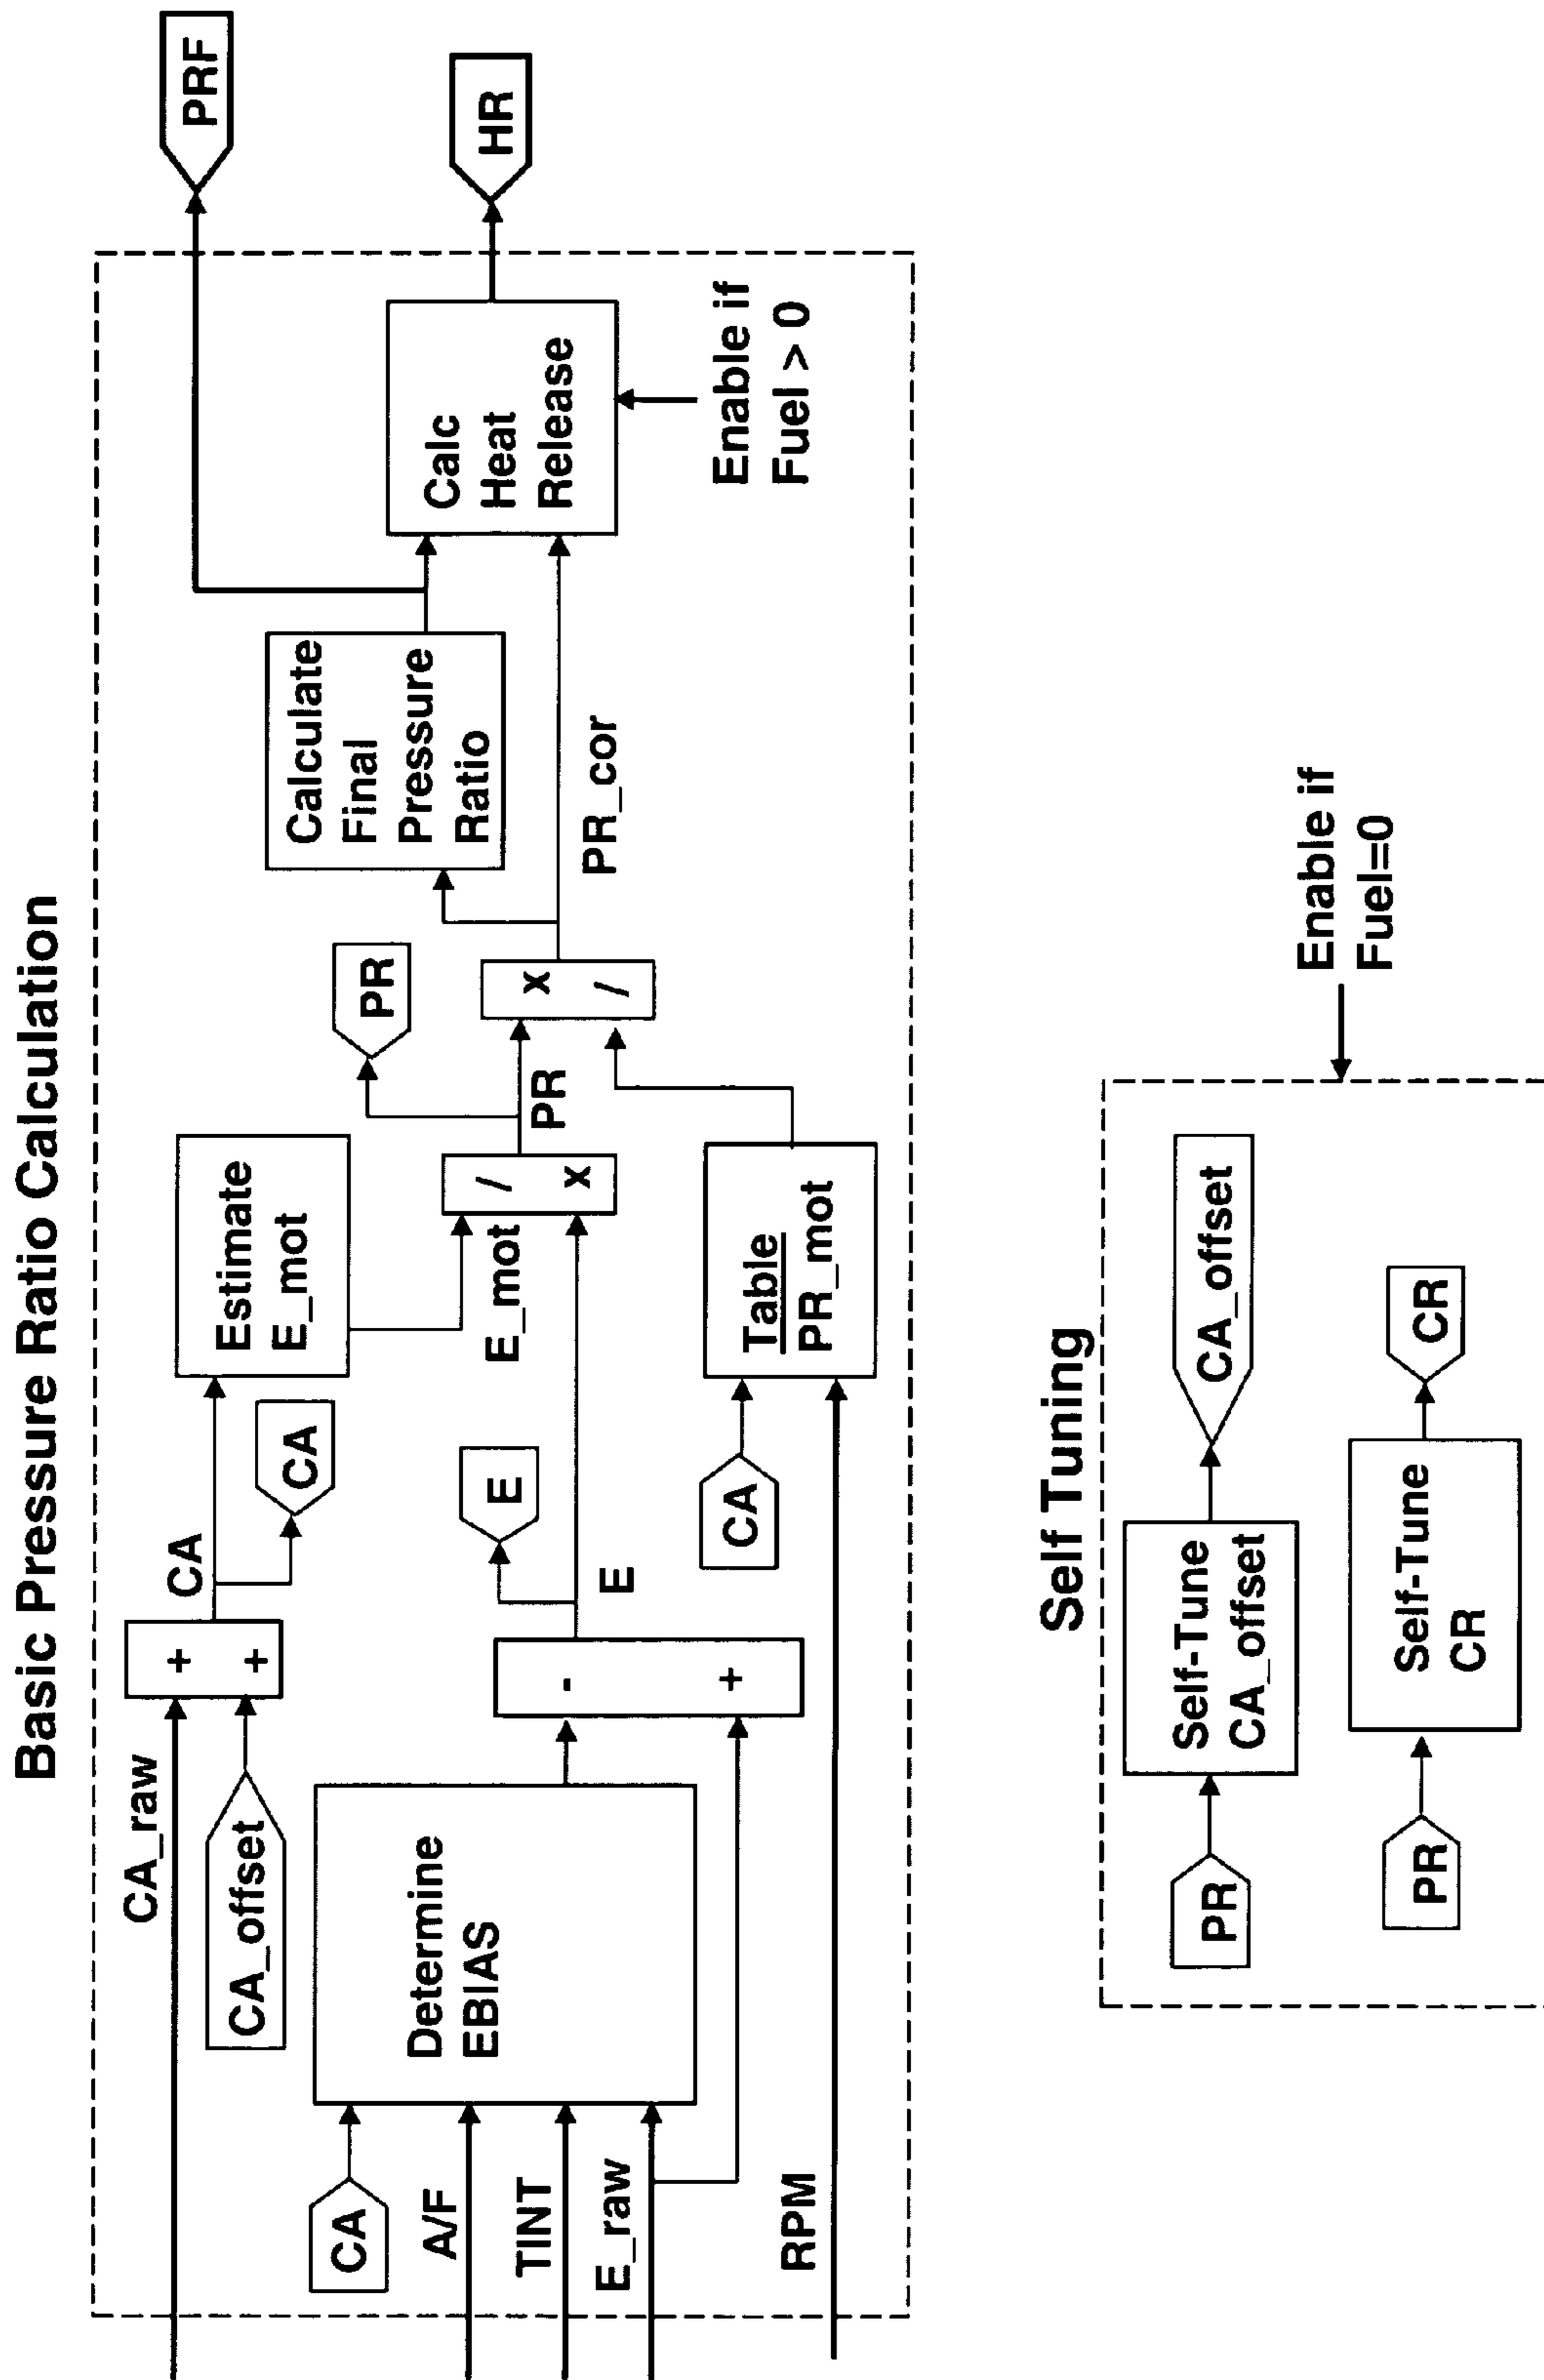 Basic Pressure Ratio Calculation
CA_raw
+
+
CA
CA_offset
CA
Estimate
E_mot
PRF
CA
A/F
TINT
E_raw
Determine
EBIAS
-
+
E
E
E_mot
/
x
PR
PR
x
/
Calculate
Final
Pressure
Ratio
PR_cor
Calc
Heat
Release
HR
Enable if
Fuel > 0
RPM
CA
Table
PR_mot
Self Tuning
PR
Self-Tune
CA_offset
CA_offset
PR
Self-Tune
CR
CR
Enable if
Fuel=0